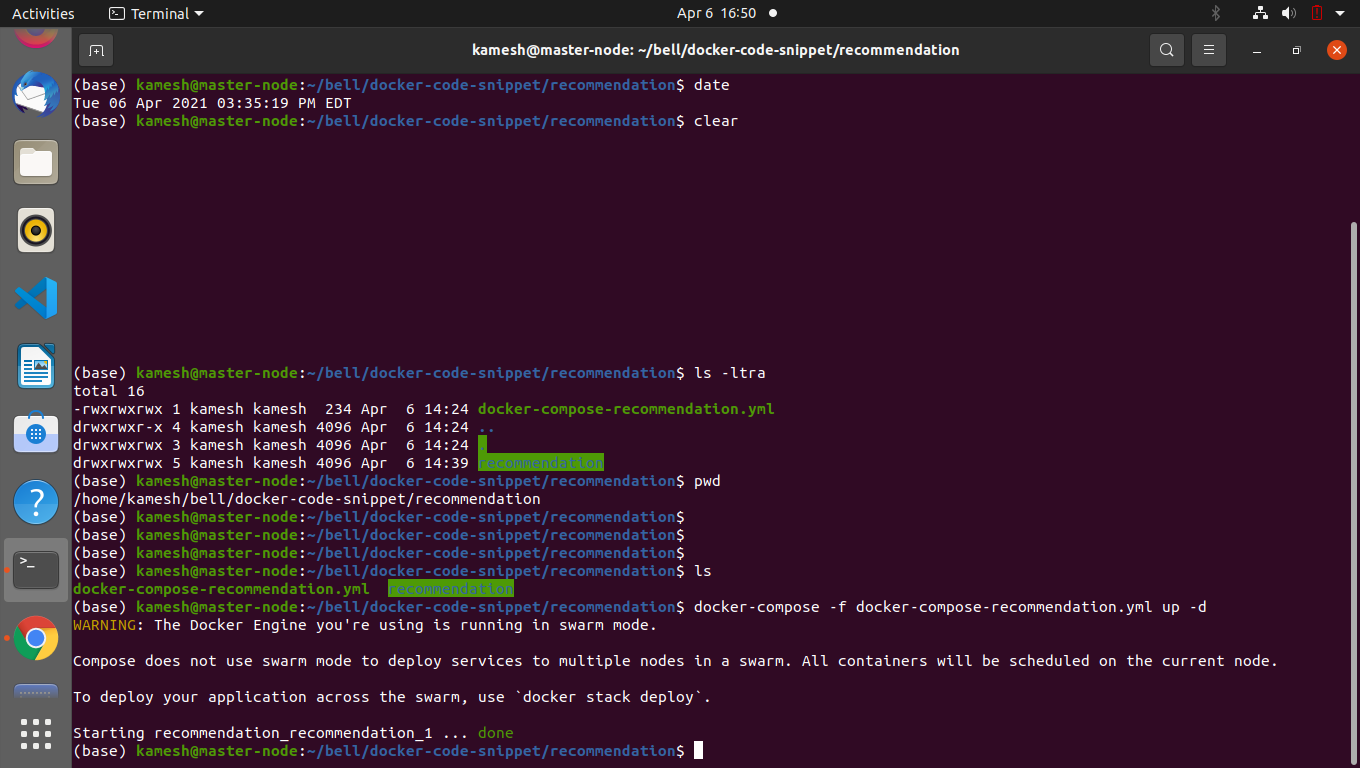 Activities Terminal Apr 6 16:50
kamesh@master-node: ~/bell/docker-code-snippet/recommendation
(base) kamesh@master-node:~/bell/docker-code-snippet/recommendation$ date
Tue 06 Apr 2021 03:35:19 PM EDT
(base) kamesh@master-node:~/bell/docker-code-snippet/recommendation$ clear
(base) kamesh@master-node:~/bell/docker-code-snippet/recommendation$ ls -ltra
total 16
-rwxrwxrwx 1 kamesh kamesh  234 Apr  6 14:24 docker-compose-recommendation.yml
drwxrwxr-x 4 kamesh kamesh 4096 Apr  6 14:24 ..
drwxrwxrwx 3 kamesh kamesh 4096 Apr  6 14:24 .
drwxrwxrwx 5 kamesh kamesh 4096 Apr  6 14:39 recommendation
(base) kamesh@master-node:~/bell/docker-code-snippet/recommendation$ pwd
/home/kamesh/bell/docker-code-snippet/recommendation
(base) kamesh@master-node:~/bell/docker-code-snippet/recommendation$
(base) kamesh@master-node:~/bell/docker-code-snippet/recommendation$
(base) kamesh@master-node:~/bell/docker-code-snippet/recommendation$
(base) kamesh@master-node:~/bell/docker-code-snippet/recommendation$ ls
docker-compose-recommendation.yml  recommendation
(base) kamesh@master-node:~/bell/docker-code-snippet/recommendation$ docker-compose -f docker-compose-recommendation.yml up -d
WARNING: The Docker Engine you're using is running in swarm mode.
Compose does not use swarm mode to deploy services to multiple nodes in a swarm. All containers will be scheduled on the current node.
To deploy your application across the swarm, use `docker stack deploy`.
Starting recommendation_recommendation_1 ... done
(base) kamesh@master-node:~/bell/docker-code-snippet/recommendation$